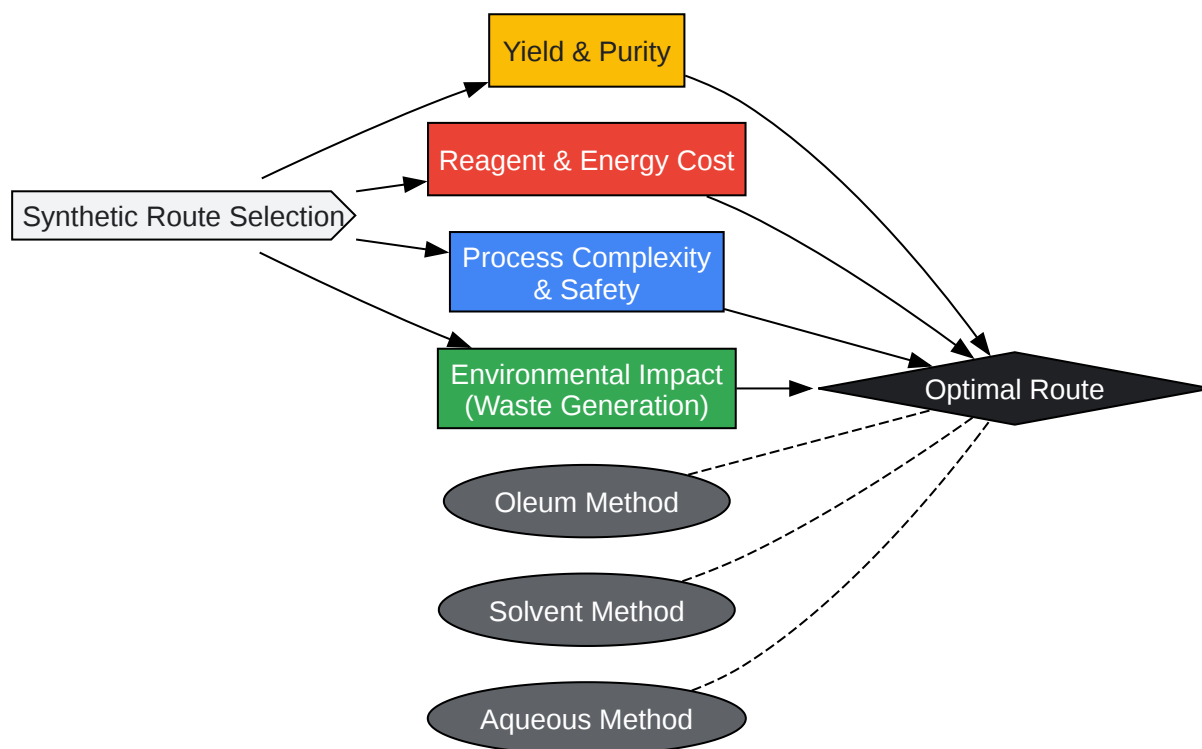 Yield & Purity
Reagent & Energy Cost
Synthetic Route Selection
Process Complexity
& Safety
Environmental Impact
(Waste Generation)
Optimal Route
Oleum Method
Solvent Method
Aqueous Method